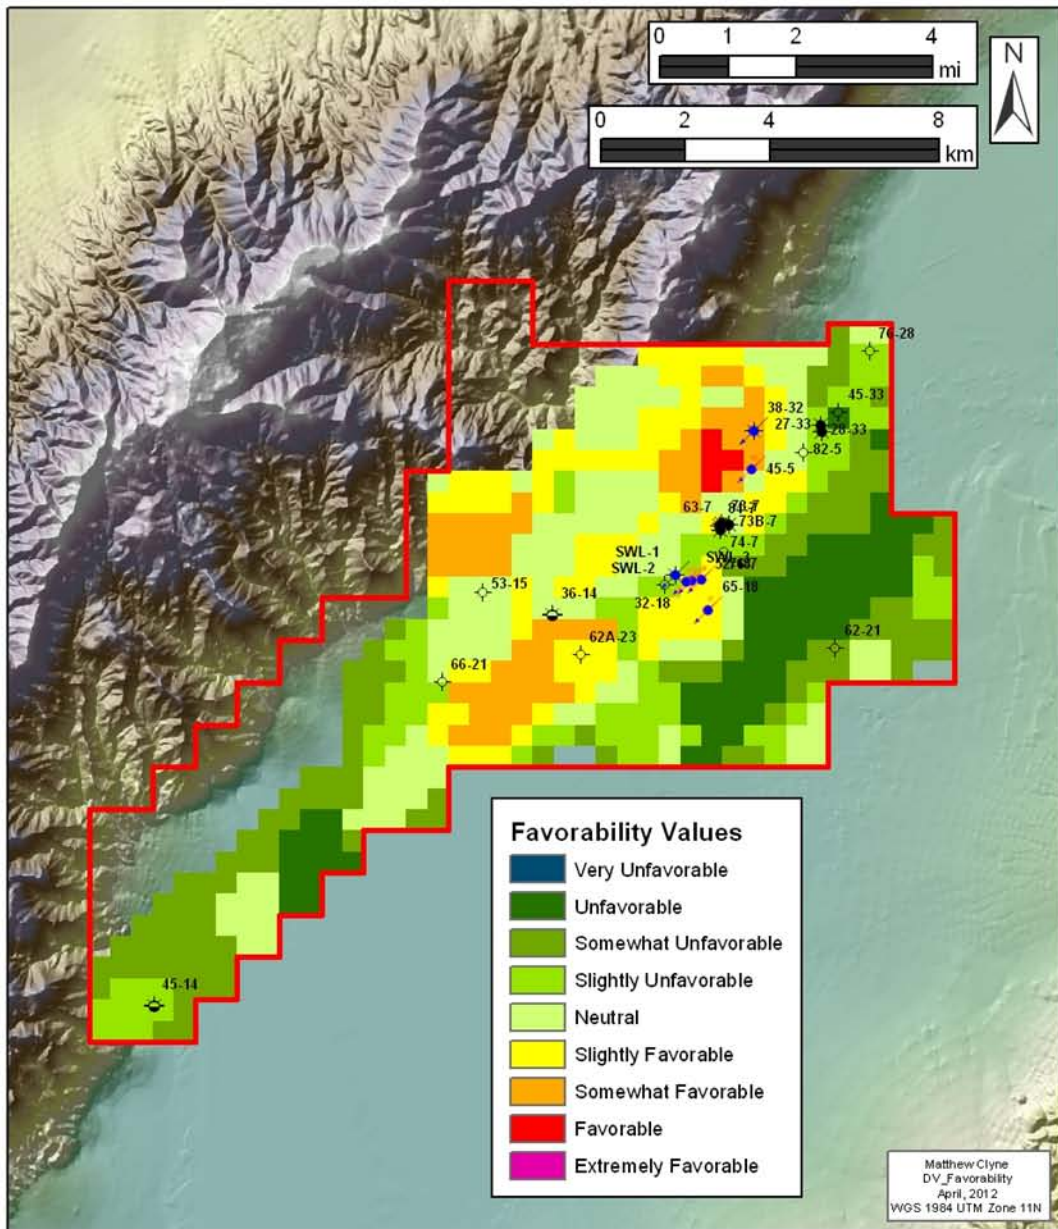 0 1 2 4
mi
N
0 2 4 8
km
76-28
45-33
38-32
27-33
28-33
82-5
45-5
63-7
73B-7
74-7
SWL-1
SWL-3
SWL-2
65-18
53-15
36-14
32-18
62A-23
62-21
66-21
45-14
Favorability Values
Very Unfavorable
Unfavorable
Somewhat Unfavorable
Slightly Unfavorable
Neutral
Slightly Favorable
Somewhat Favorable
Favorable
Extremely Favorable
Matthew Clyne
DV_Favorability
April, 2012
WGS 1984 UTM Zone 11N